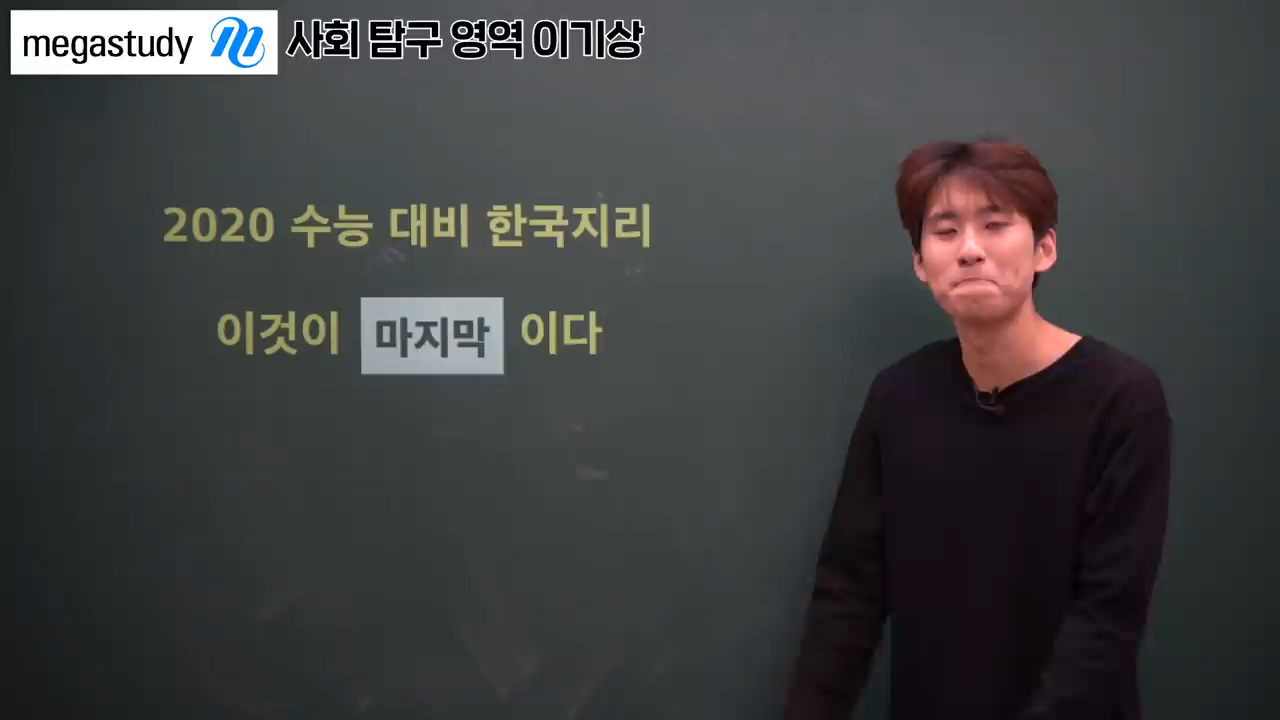 megastudy 사회 탐구 영역 이기상
2020 수능 대비 한국지리
이것이 마지막 이다